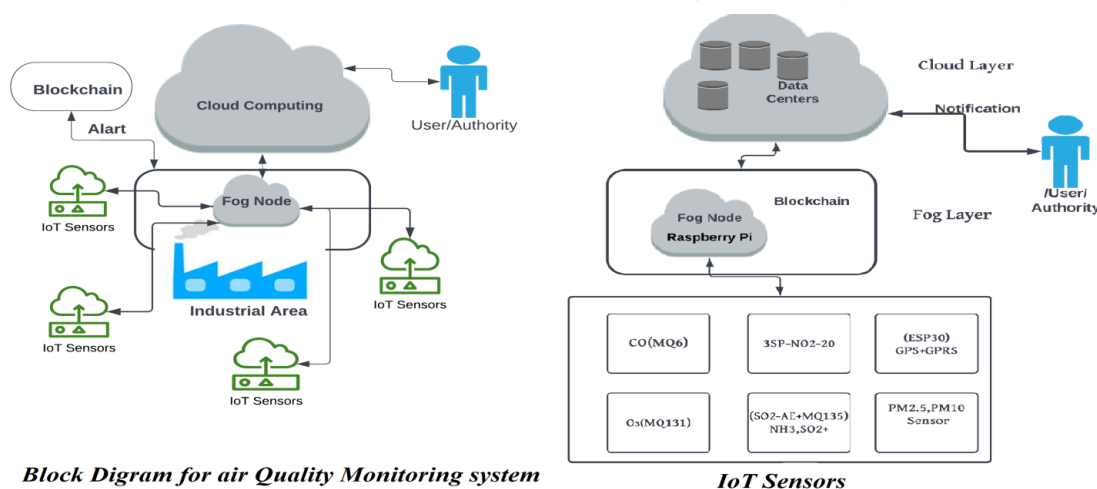 Blockchain
Cloud Computing
User/Authority
Alart
Fog Node
IoT Sensors
IoT Sensors
Industrial Area
IoT Sensors
IoT Sensors
Block Digram for air Quality Monitoring system
Data
Centers
Cloud Layer
Notification
/User/
Authority
Blockchain
Fog Layer
Fog Node
Raspberry Pi
CO(MQ6)
3SP-NO2-20
(ESP30)
GPS+GPRS
O3(MQ131)
(SO2-AE+MQ135)
NH3,SO2+
PM2.5,PM10
Sensor
IoT Sensors